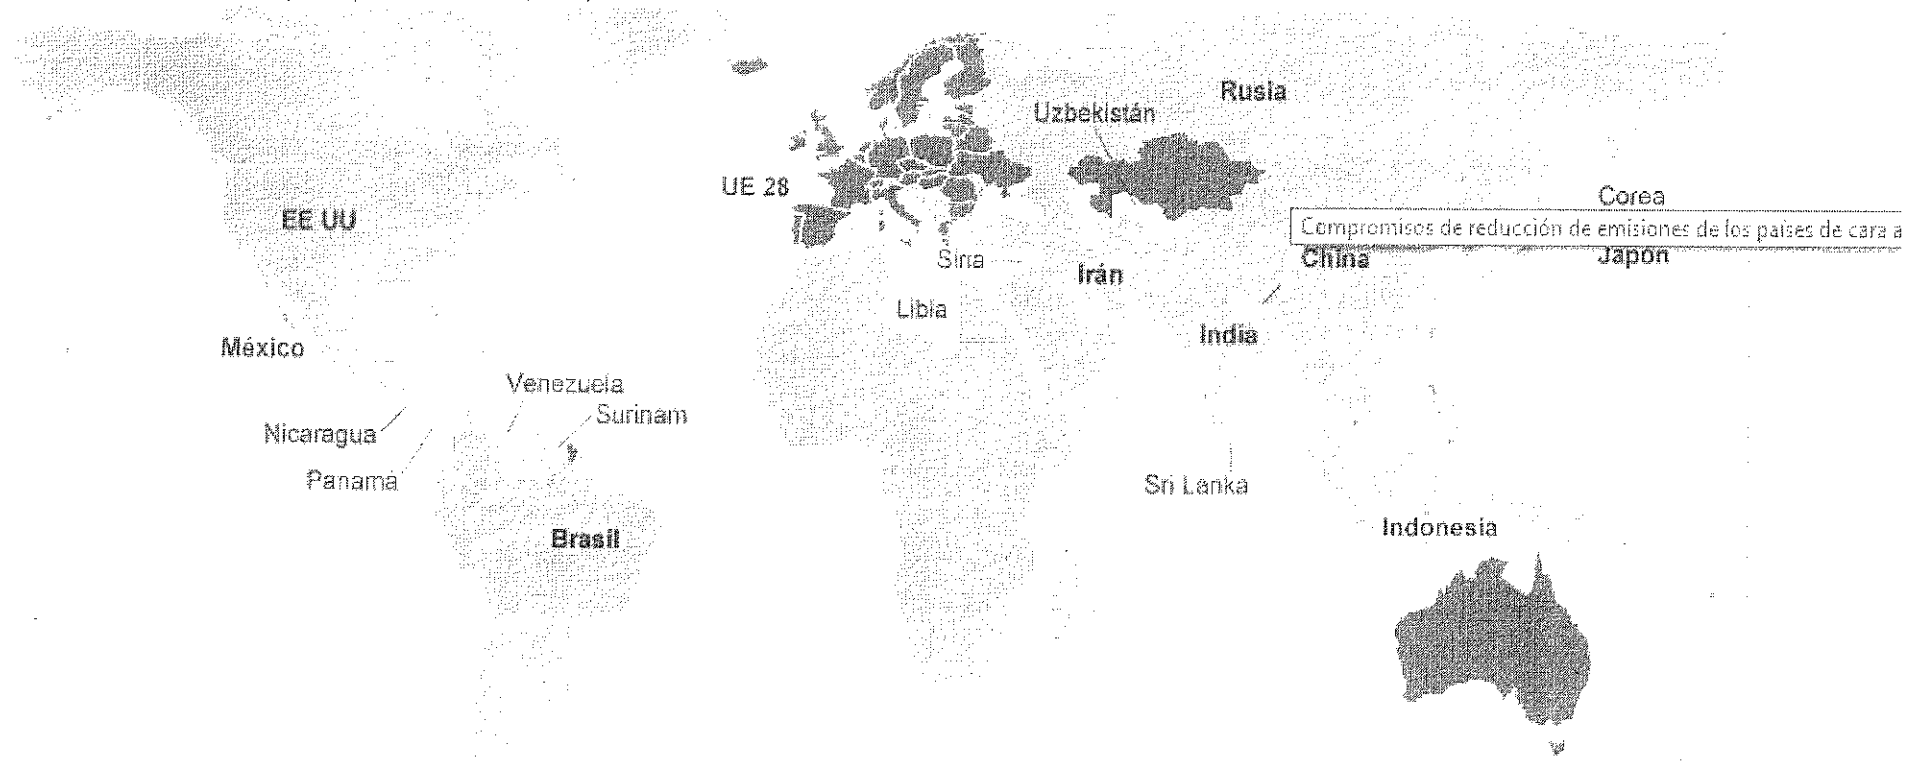 Rusia
Uzbekistán
UE 28
Corea
EE UU
Compromisos de reducción de emisiones de los países de cara a
Siria
Irán
China
Japón
Libia
India
México
Venezuela
Surinam
Nicaragua
Panamá
Sri Lanka
Indonesia
Brasil